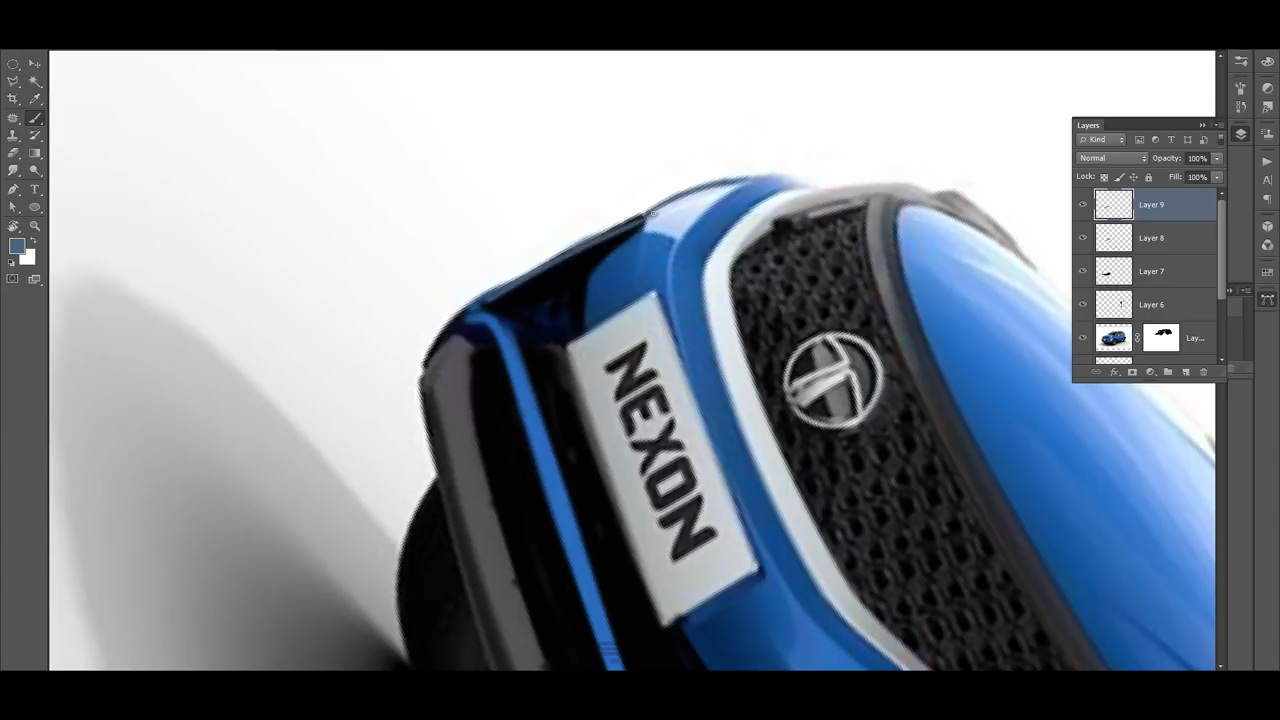 Layers
Kind
Normal Opacity: 100%
Lock: Fill: 100%
Layer 9
Layer 8
Layer 7
Layer 6
Lay...
NEXON